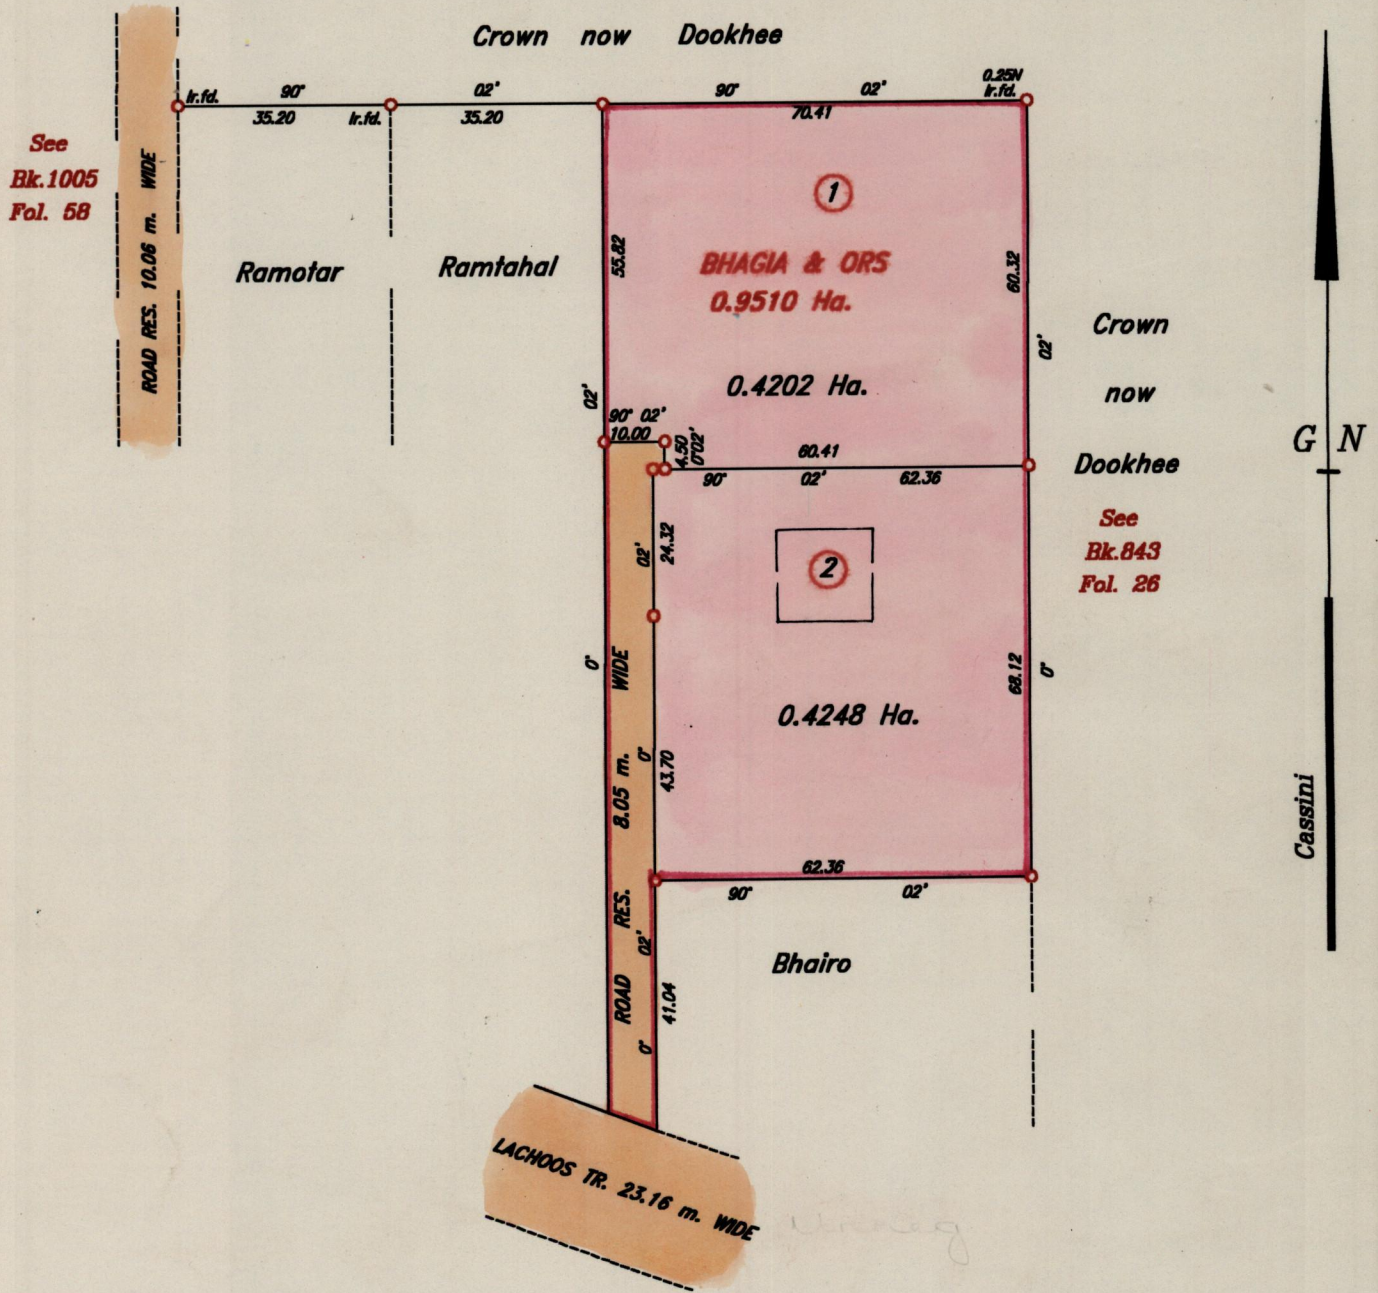 Crown now Dookhee
Ir.fd.
90°
35.20
Ir.fd.
02'
35.20
90°
02'
70.41
0.25N
Ir.fd.
See
Bk.1005
Fol. 58
ROAD RES. 10.06 m. WIDE
Ramotar
Ramtahal
55.82
02'
0°
1
BHAGIA & ORS
0.9510 Ha.
0.4202 Ha.
60.32
02'
Crown
now
Dookhee
See
Bk.843
Fol. 26
G N
Cassini
90° 02'
10.00
4.50
0°02'
60.41
90°
02'
62.36
02'
24.32
2
0.4248 Ha.
68.12
0°
0°
43.70
62.36
90°
02'
ROAD RES. 8.05 m. WIDE
02'
41.04
0°
Bhairo
LACHOOS TR. 23.16 m. WIDE